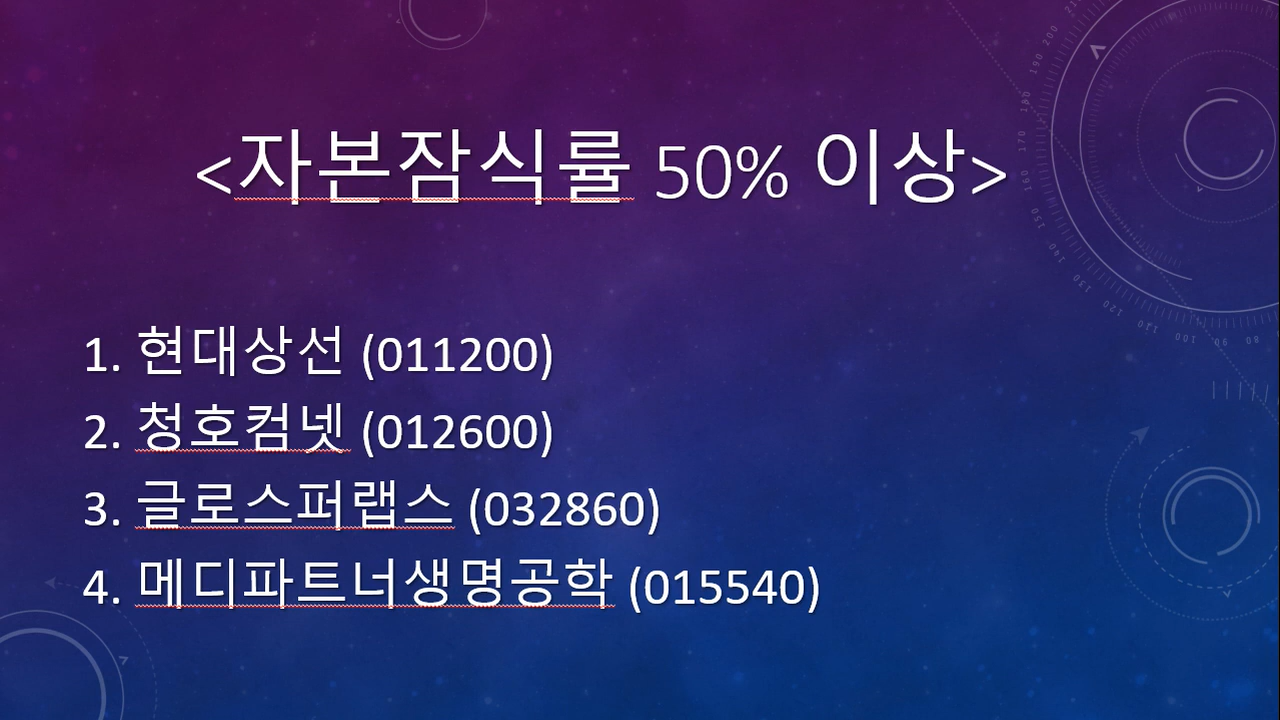 <자본잠식률 50% 이상>
1. 현대상선 (011200)
2. 청호컴넷 (012600)
3. 글로스퍼랩스 (032860)
4. 메디파트너생명공학 (015540)